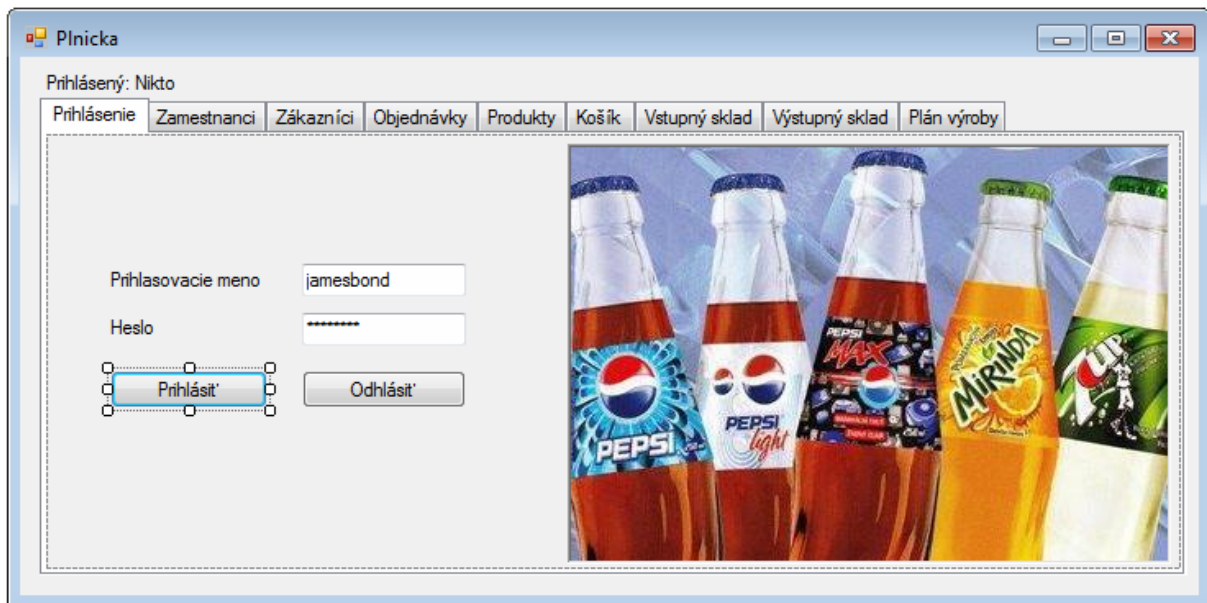 Plnicka
Prihlásený: Nikto
Prihlásenie Zamestnanci Zákazníci Objednávky Produkty Košík Vstupný sklad Výstupný sklad Plán výroby
Prihlasovacie meno jamesbond
Heslo ********
Prihlásiť Odhlásiť
PEPSI
PEPSI
light
PEPSI
MAX
MiRiNDA
7UP